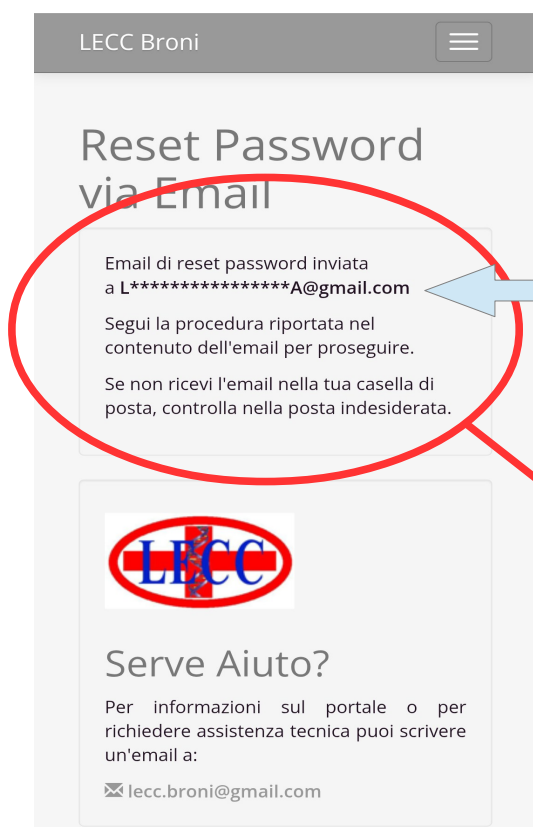 LECC Broni
Reset Password
via Email
Email di reset password inviata
a L****************A@gmail.com
Segui la procedura riportata nel
contenuto dell'email per proseguire.
Se non ricevi l'email nella tua casella di
posta, controlla nella posta indesiderata.
LECC
Serve Aiuto?
Per informazioni sul portale o per
richiedere assistenza tecnica puoi scrivere
un'email a:
lecc.broni@gmail.com